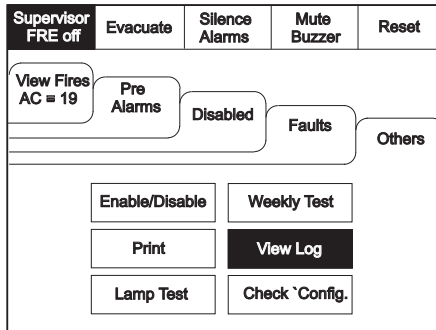 Supervisor
FRE off
Evacuate
Silence
Alarms
Mute
Buzzer
Reset
View Fires
AC = 19
Pre
Alarms
Disabled
Faults
Others
Enable/Disable
Weekly Test
Print
View Log
Lamp Test
Check `Config.